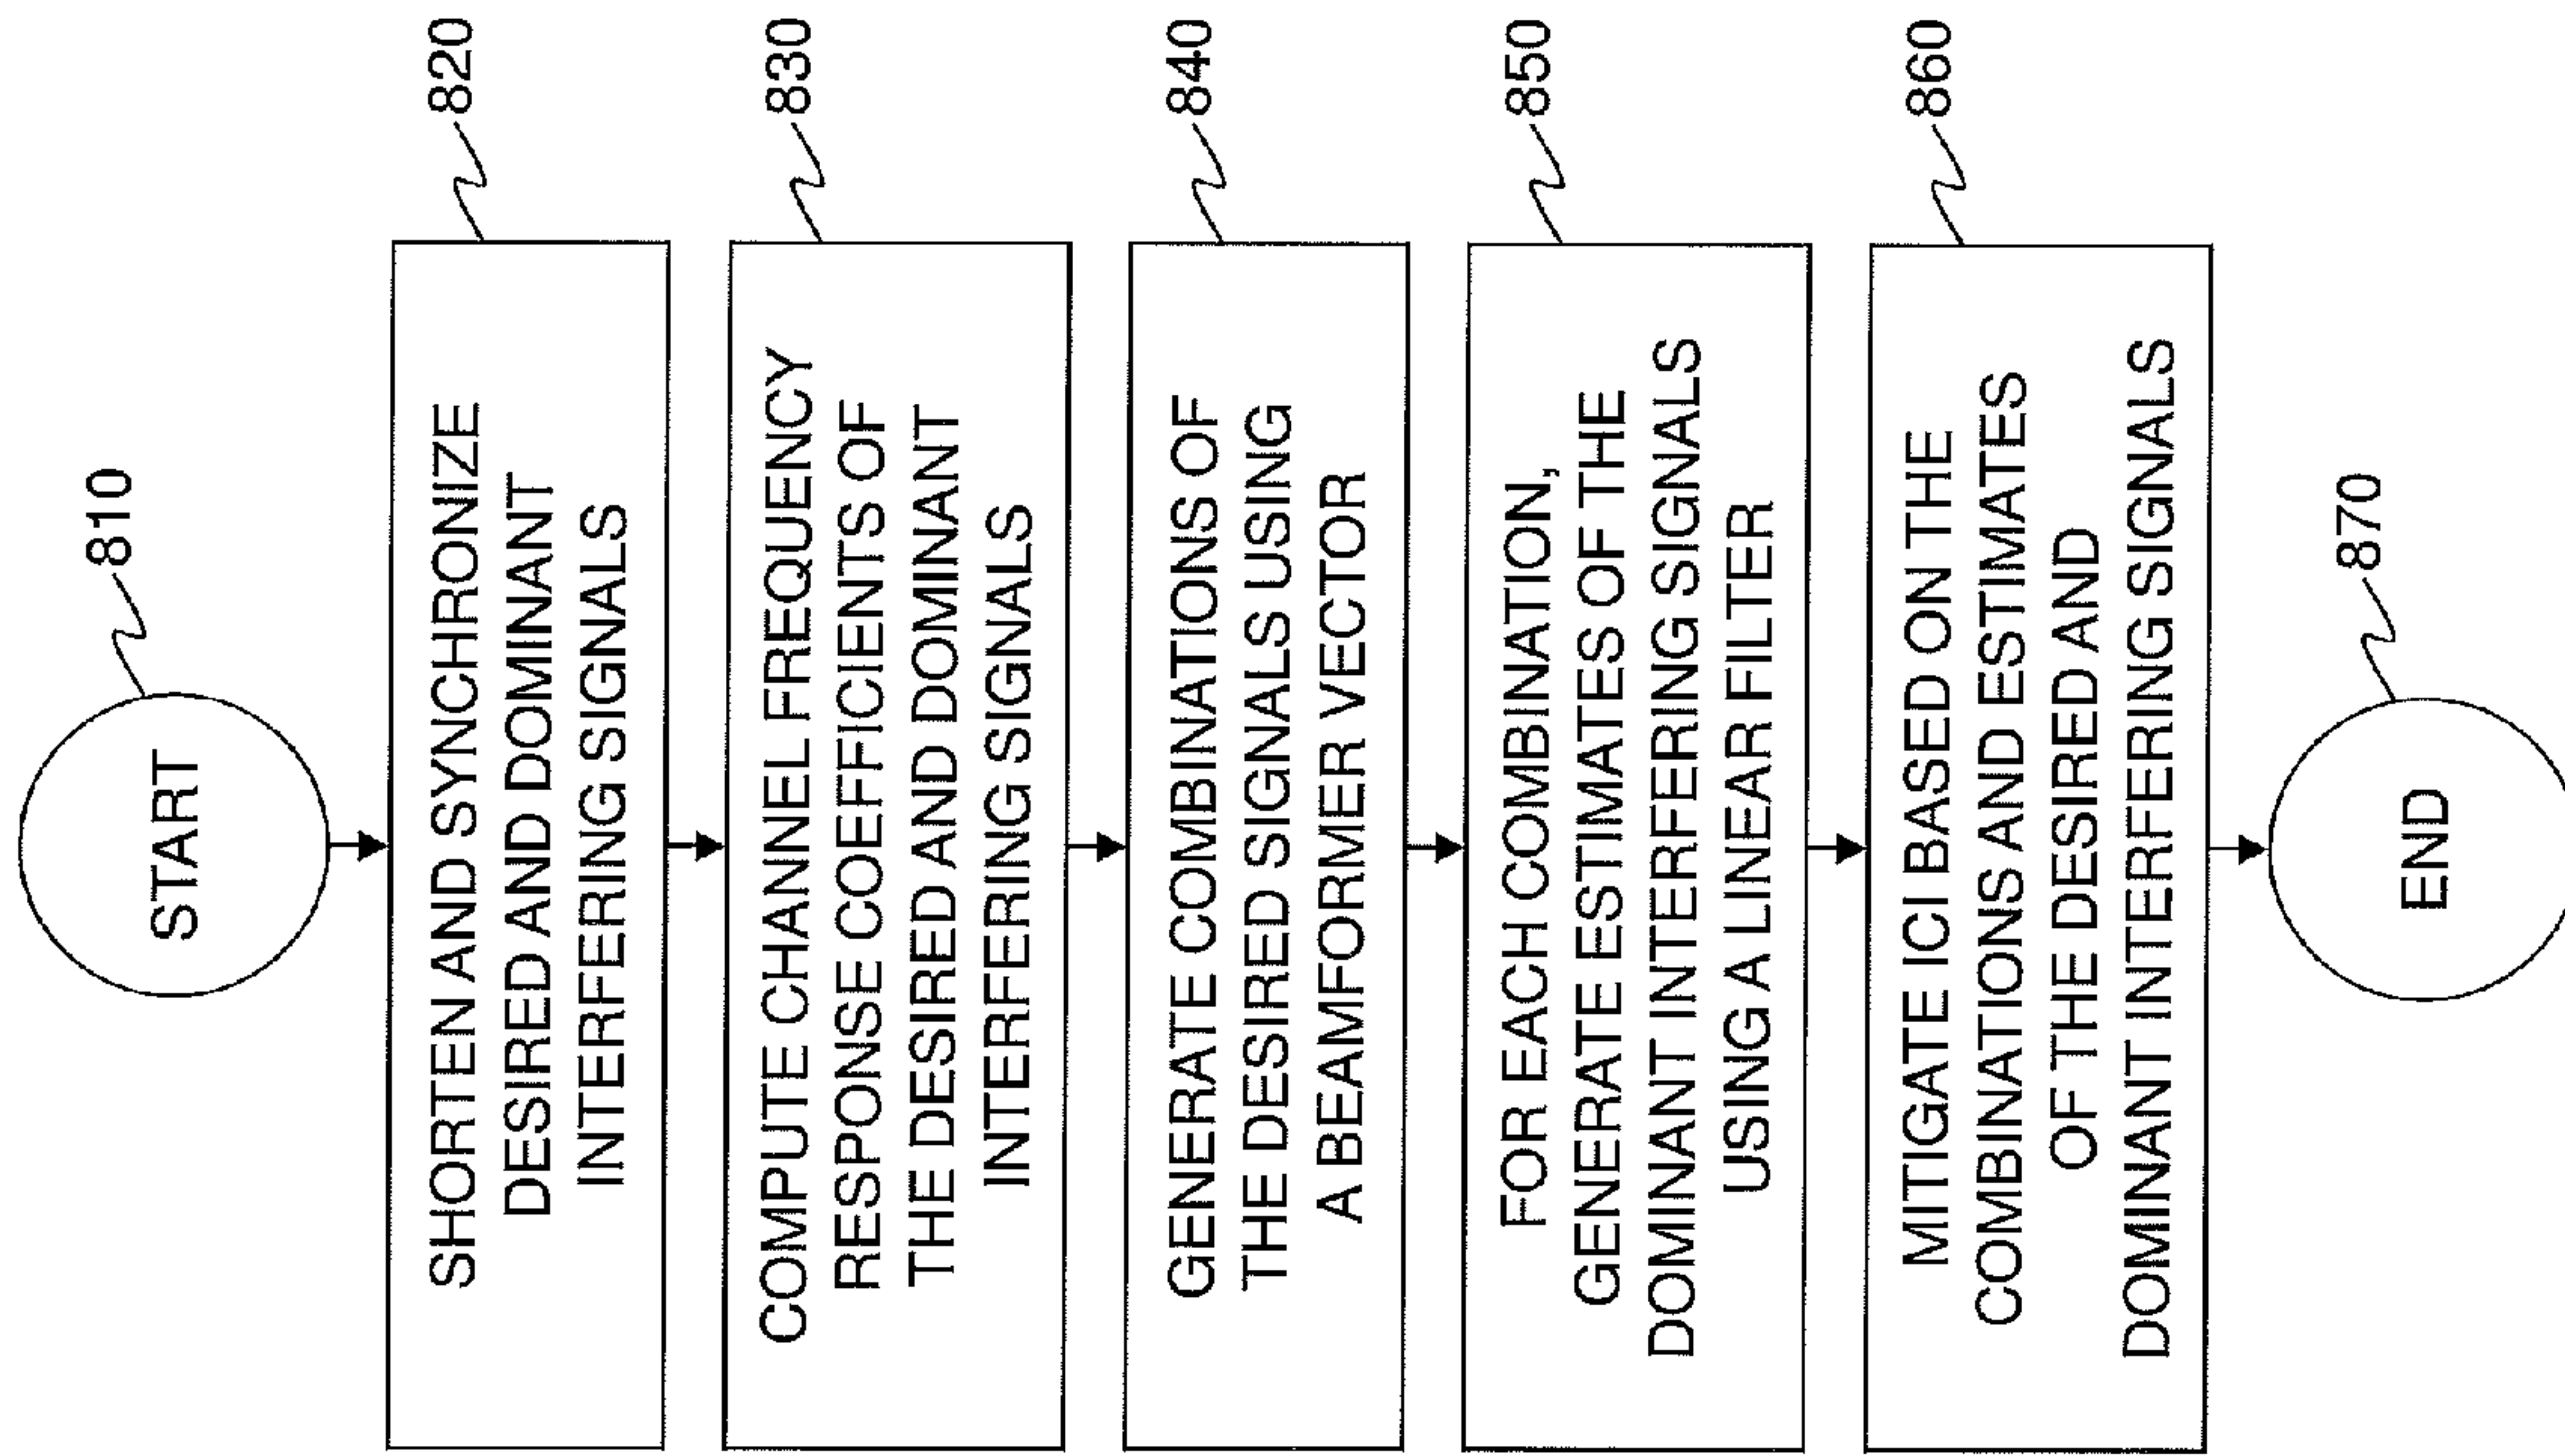 START
810
SHORTEN AND SYNCHRONIZE
DESIRED AND DOMINANT
INTERFERING SIGNALS
820
COMPUTE CHANNEL FREQUENCY
RESPONSE COEFFICIENTS OF
THE DESIRED AND DOMINANT
INTERFERING SIGNALS
830
GENERATE COMBINATIONS OF
THE DESIRED SIGNALS USING
A BEAMFORMER VECTOR
840
FOR EACH COMBINATION,
GENERATE ESTIMATES OF THE
DOMINANT INTERFERING SIGNALS
USING A LINEAR FILTER
850
MITIGATE ICI BASED ON THE
COMBINATIONS AND ESTIMATES
OF THE DESIRED AND
DOMINANT INTERFERING SIGNALS
860
END
870